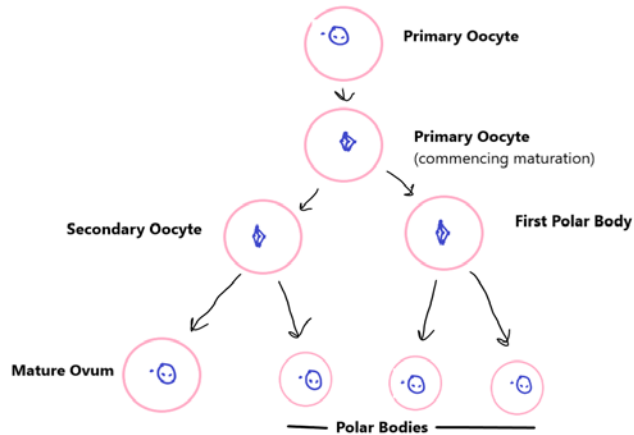 Primary Oocyte
Primary Oocyte
(commencing maturation)
Secondary Oocyte
First Polar Body
Mature Ovum
Polar Bodies